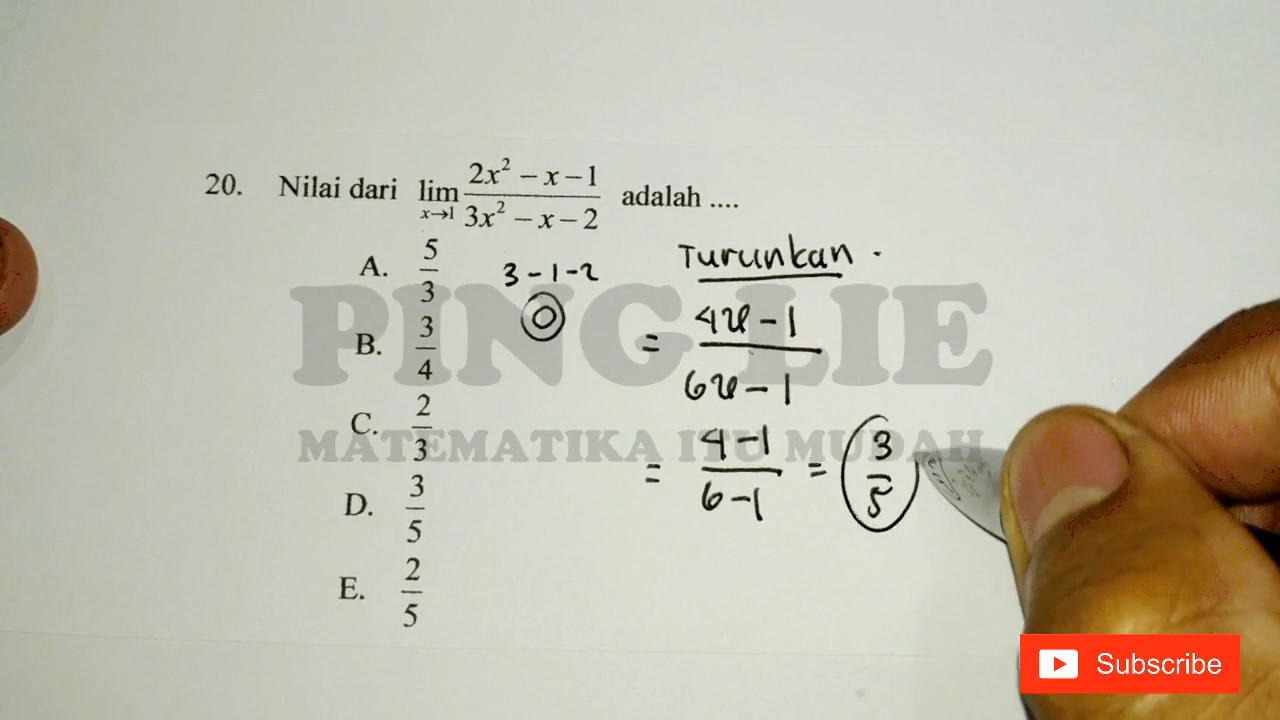 20. Nilai dari lim x→1 (2x² − x − 1)/(3x² − x − 2) adalah ....
A. 5/3
B. 3/4
C. 2/3
D. 3/5
E. 2/5
3 - 1 - 2
0
Turunkan.
= (4x - 1)/(6x - 1)
= (4 - 1)/(6 - 1) = 3/5
PING LIE
MATEMATIKA ITU MUDAH
Subscribe